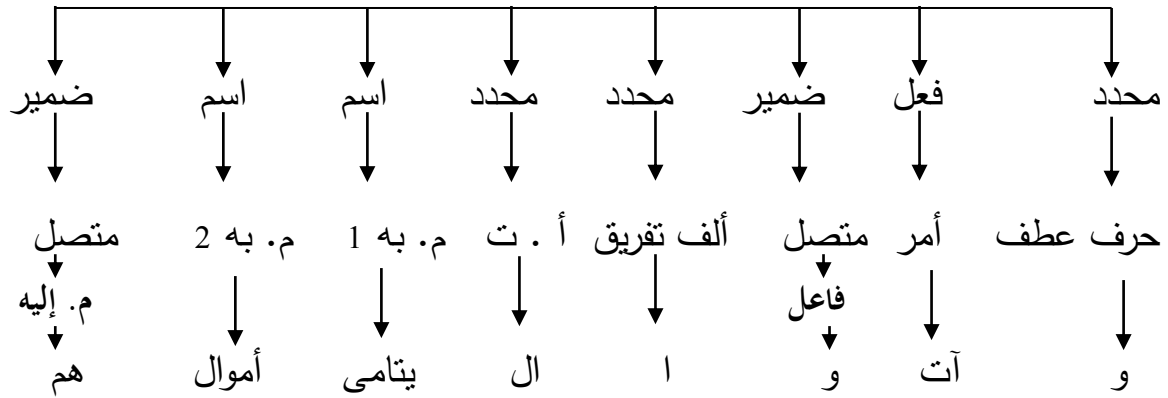 محدد فعل ضمير محدد محدد اسم اسم ضمير
حرف عطف أمر متصل ألف تفريق أ . ت م. به 1 م. به 2 متصل
فاعل م. إليه
و آت و ا ال يتامى أموال هم